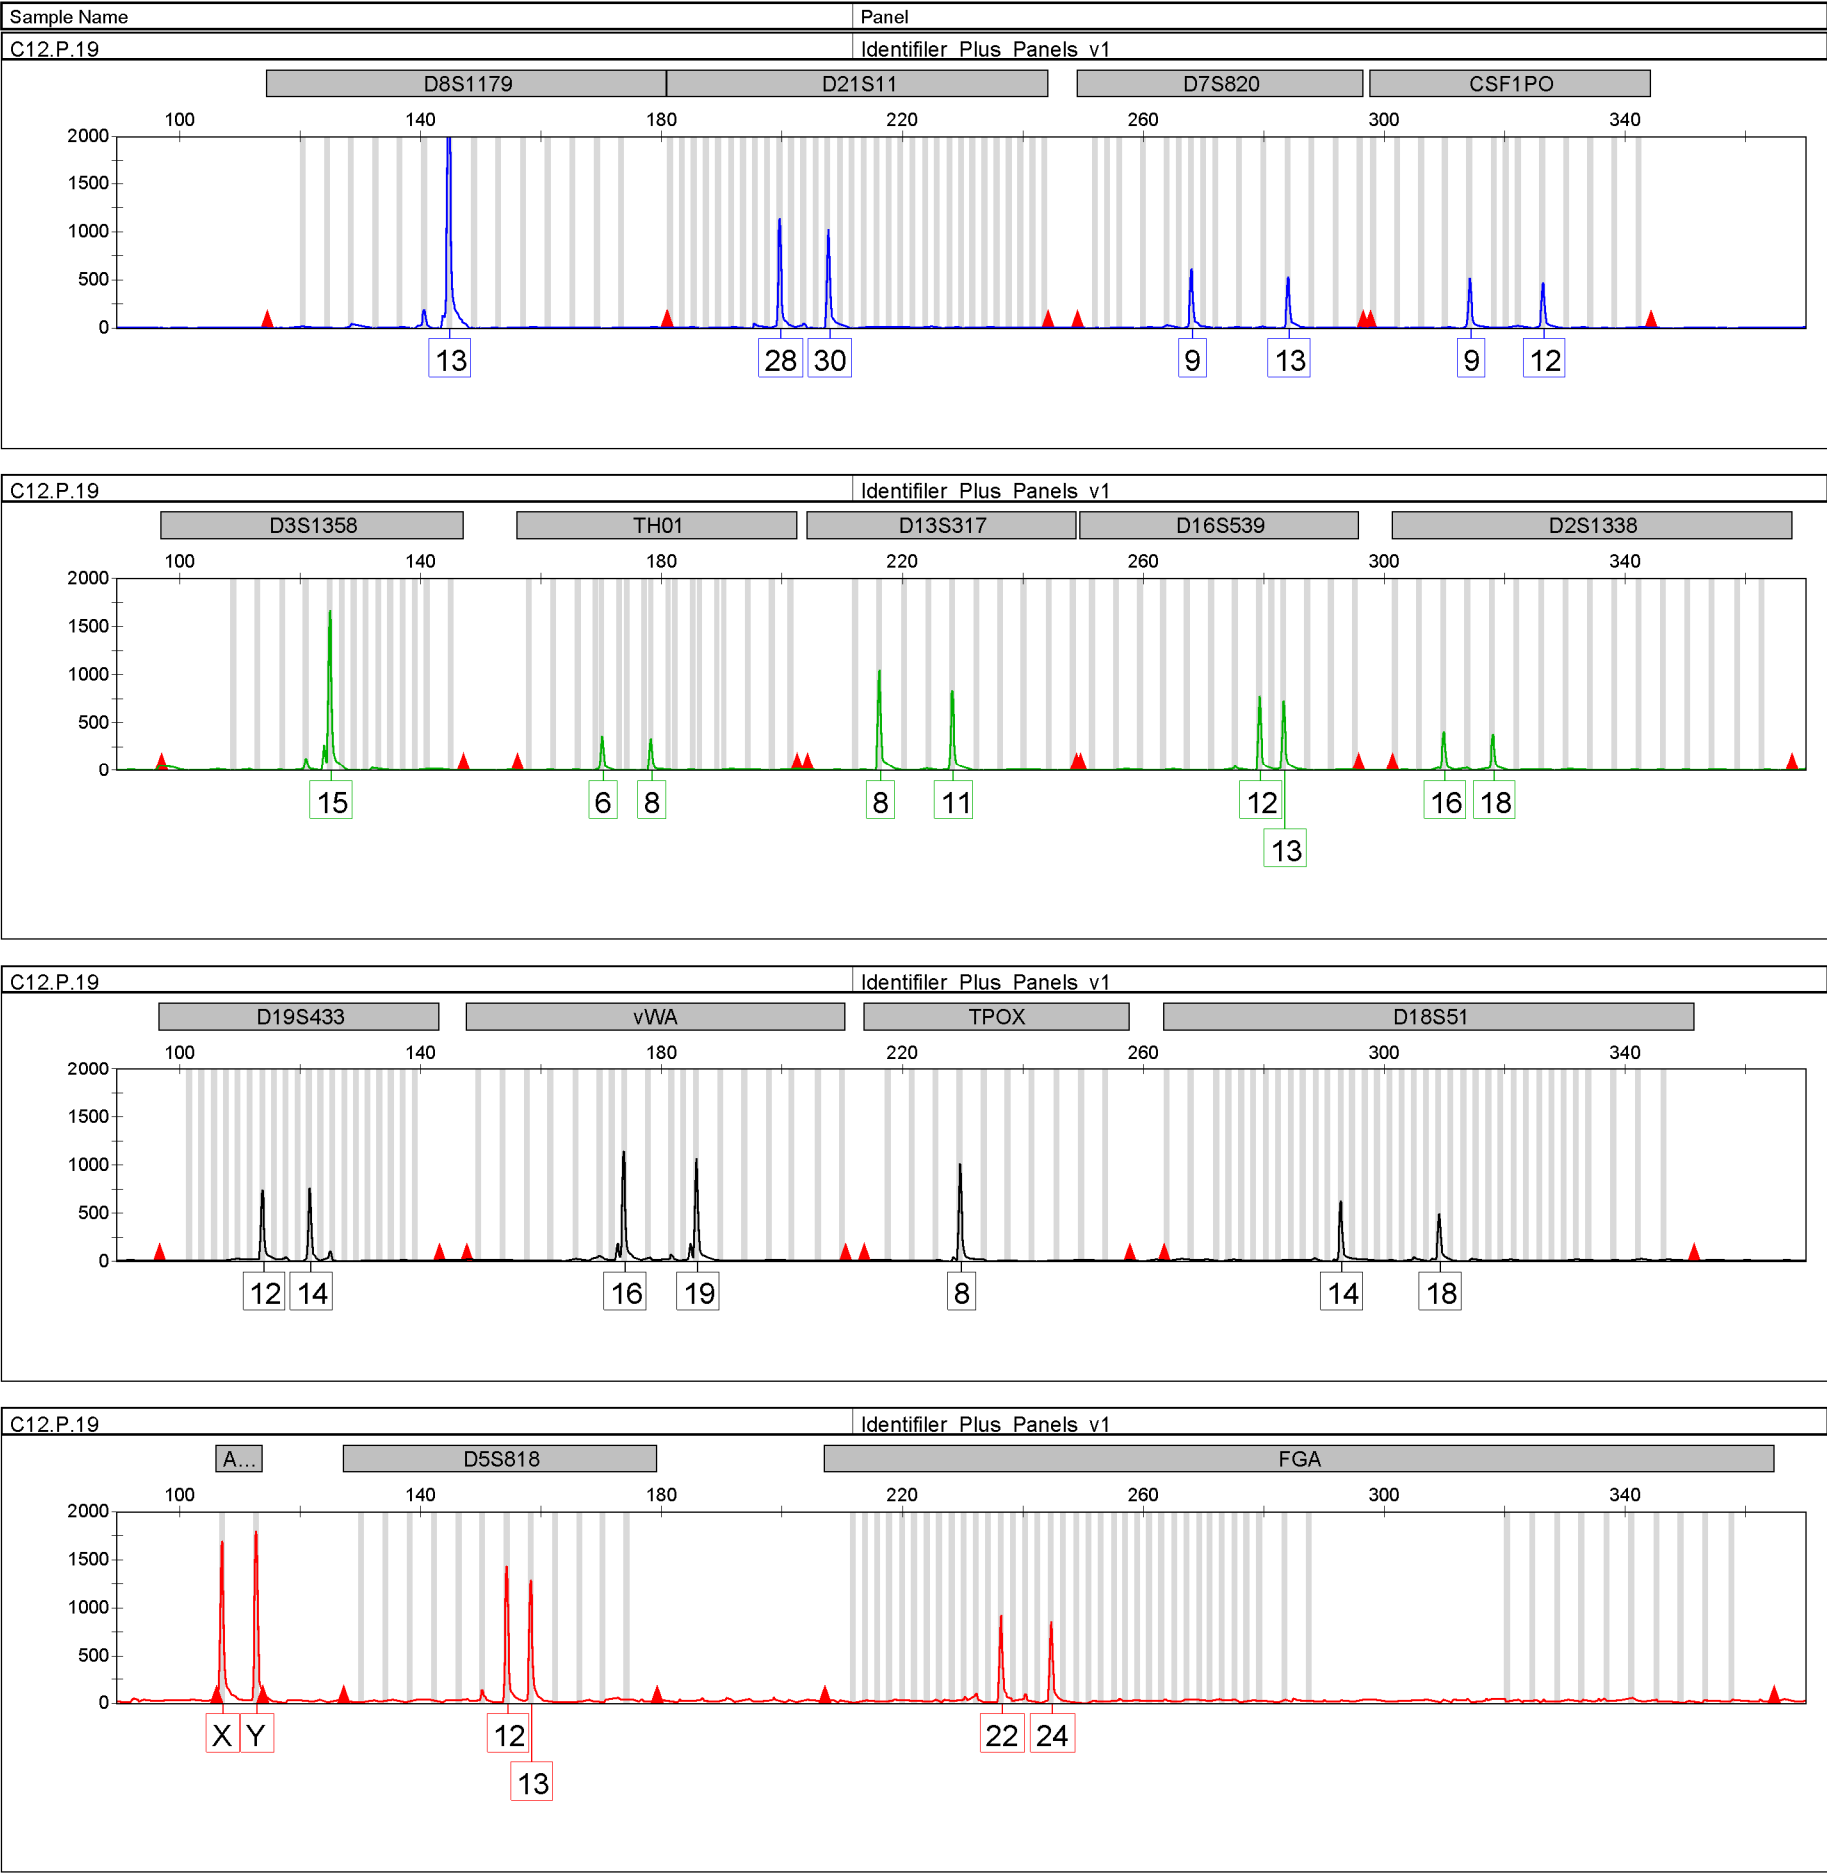 Sample Name Panel
C12.P.19 Identifiler_Plus_Panels_v1
D8S1179 D21S11 D7S820 CSF1PO
100 140 180 220 260 300 340
2000
1500
1000
500
0
13 28 30 9 13 9 12
C12.P.19 Identifiler_Plus_Panels_v1
D3S1358 TH01 D13S317 D16S539 D2S1338
100 140 180 220 260 300 340
2000
1500
1000
500
0
15 6 8 8 11 12 16 18
13
C12.P.19 Identifiler_Plus_Panels_v1
D19S433 vWA TPOX D18S51
100 140 180 220 260 300 340
2000
1500
1000
500
0
12 14 16 19 8 14 18
C12.P.19 Identifiler_Plus_Panels_v1
A... D5S818 FGA
100 140 180 220 260 300 340
2000
1500
1000
500
0
X Y 12 22 24
13